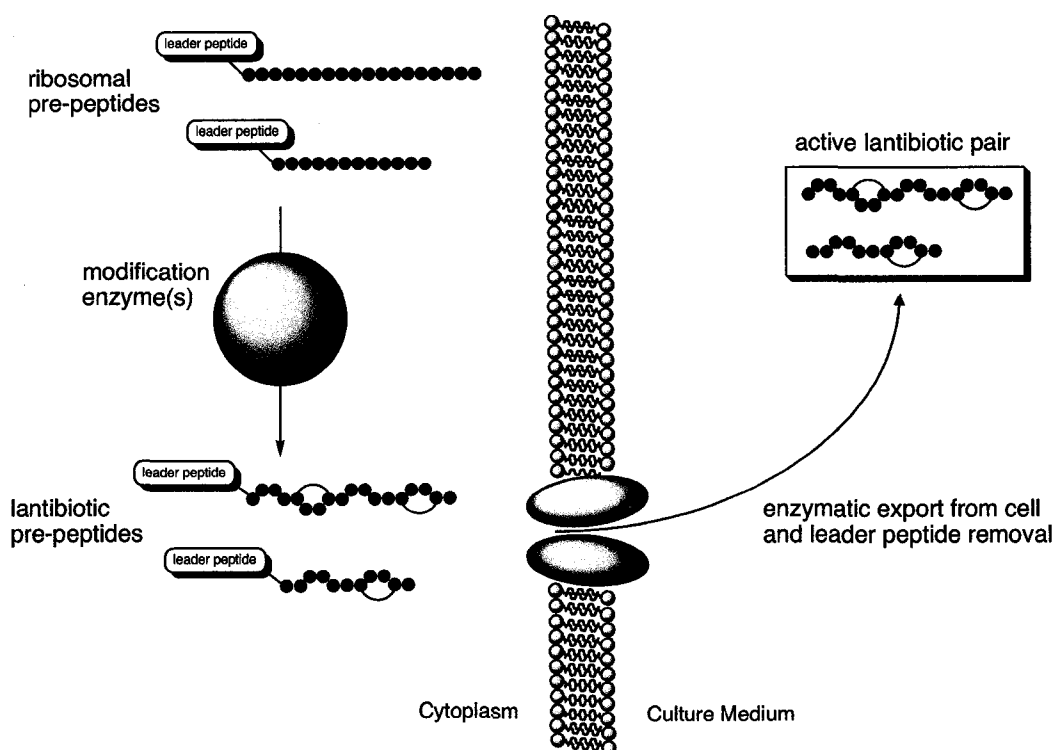 leader peptide
ribosomal
pre-peptides
leader peptide
active lantibiotic pair
modification
enzyme(s)
leader peptide
lantibiotic
pre-peptides
leader peptide
enzymatic export from cell
and leader peptide removal
Cytoplasm
Culture Medium